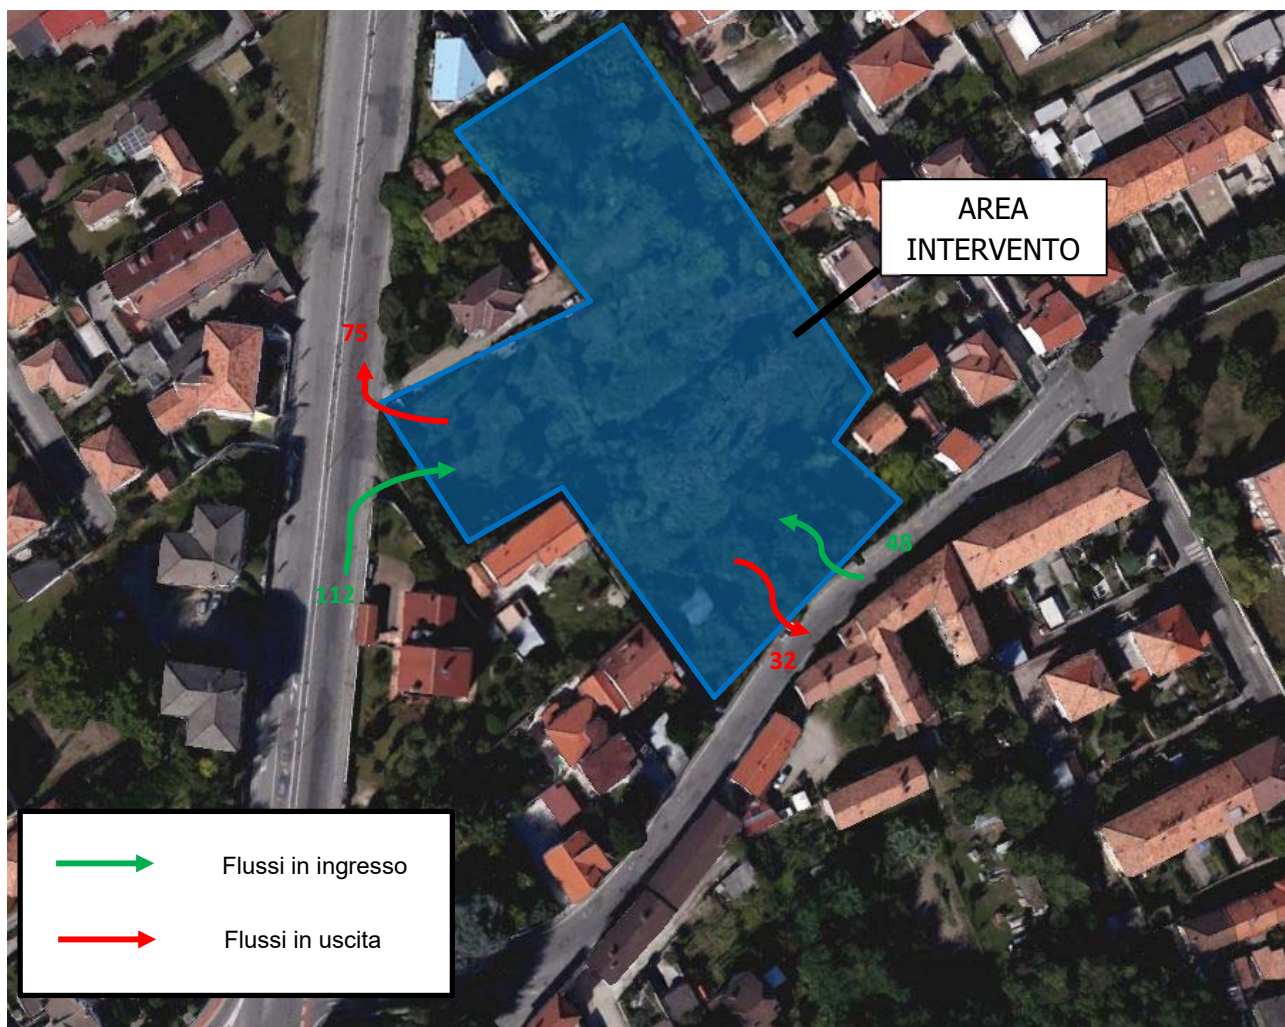 AREA
INTERVENTO
75
48
112
32
Flussi in ingresso
Flussi in uscita